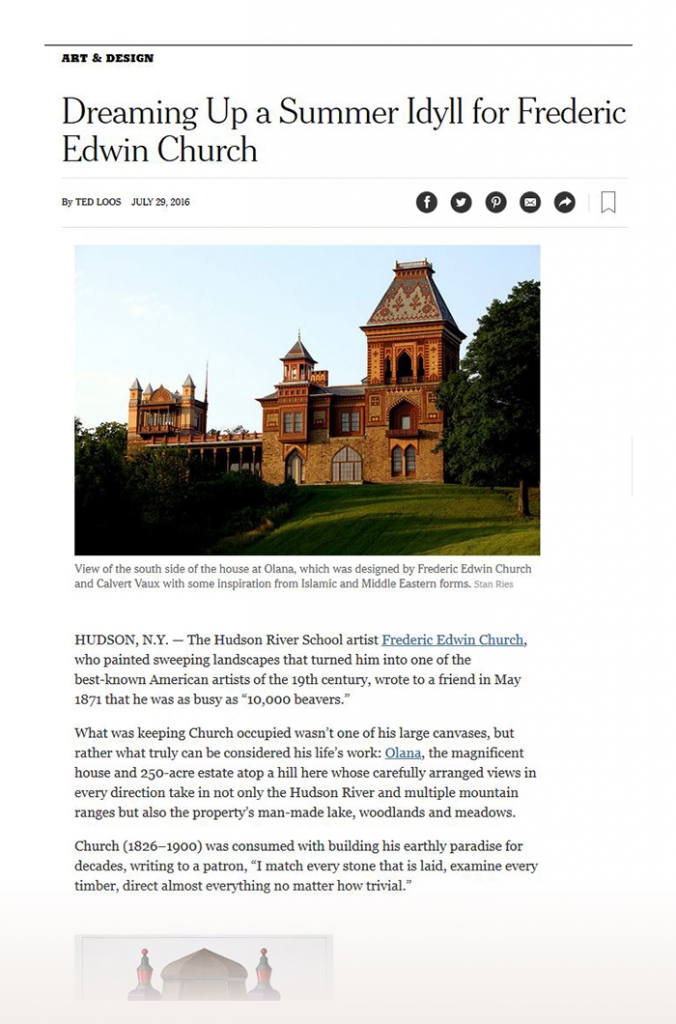 ART & DESIGN
Dreaming Up a Summer Idyll for Frederic
Edwin Church
By TED LOOS JULY 29, 2016
View of the south side of the house at Olana, which was designed by Frederic Edwin Church
and Calvert Vaux with some inspiration from Islamic and Middle Eastern forms. Stan Ries
HUDSON, N.Y. — The Hudson River School artist Frederic Edwin Church,
who painted sweeping landscapes that turned him into one of the
best-known American artists of the 19th century, wrote to a friend in May
1871 that he was as busy as “10,000 beavers.”
What was keeping Church occupied wasn’t one of his large canvases, but
rather what truly can be considered his life’s work: Olana, the magnificent
house and 250-acre estate atop a hill here whose carefully arranged views in
every direction take in not only the Hudson River and multiple mountain
ranges but also the property’s man-made lake, woodlands and meadows.
Church (1826–1900) was consumed with building his earthly paradise for
decades, writing to a patron, “I match every stone that is laid, examine every
timber, direct almost everything no matter how trivial.”